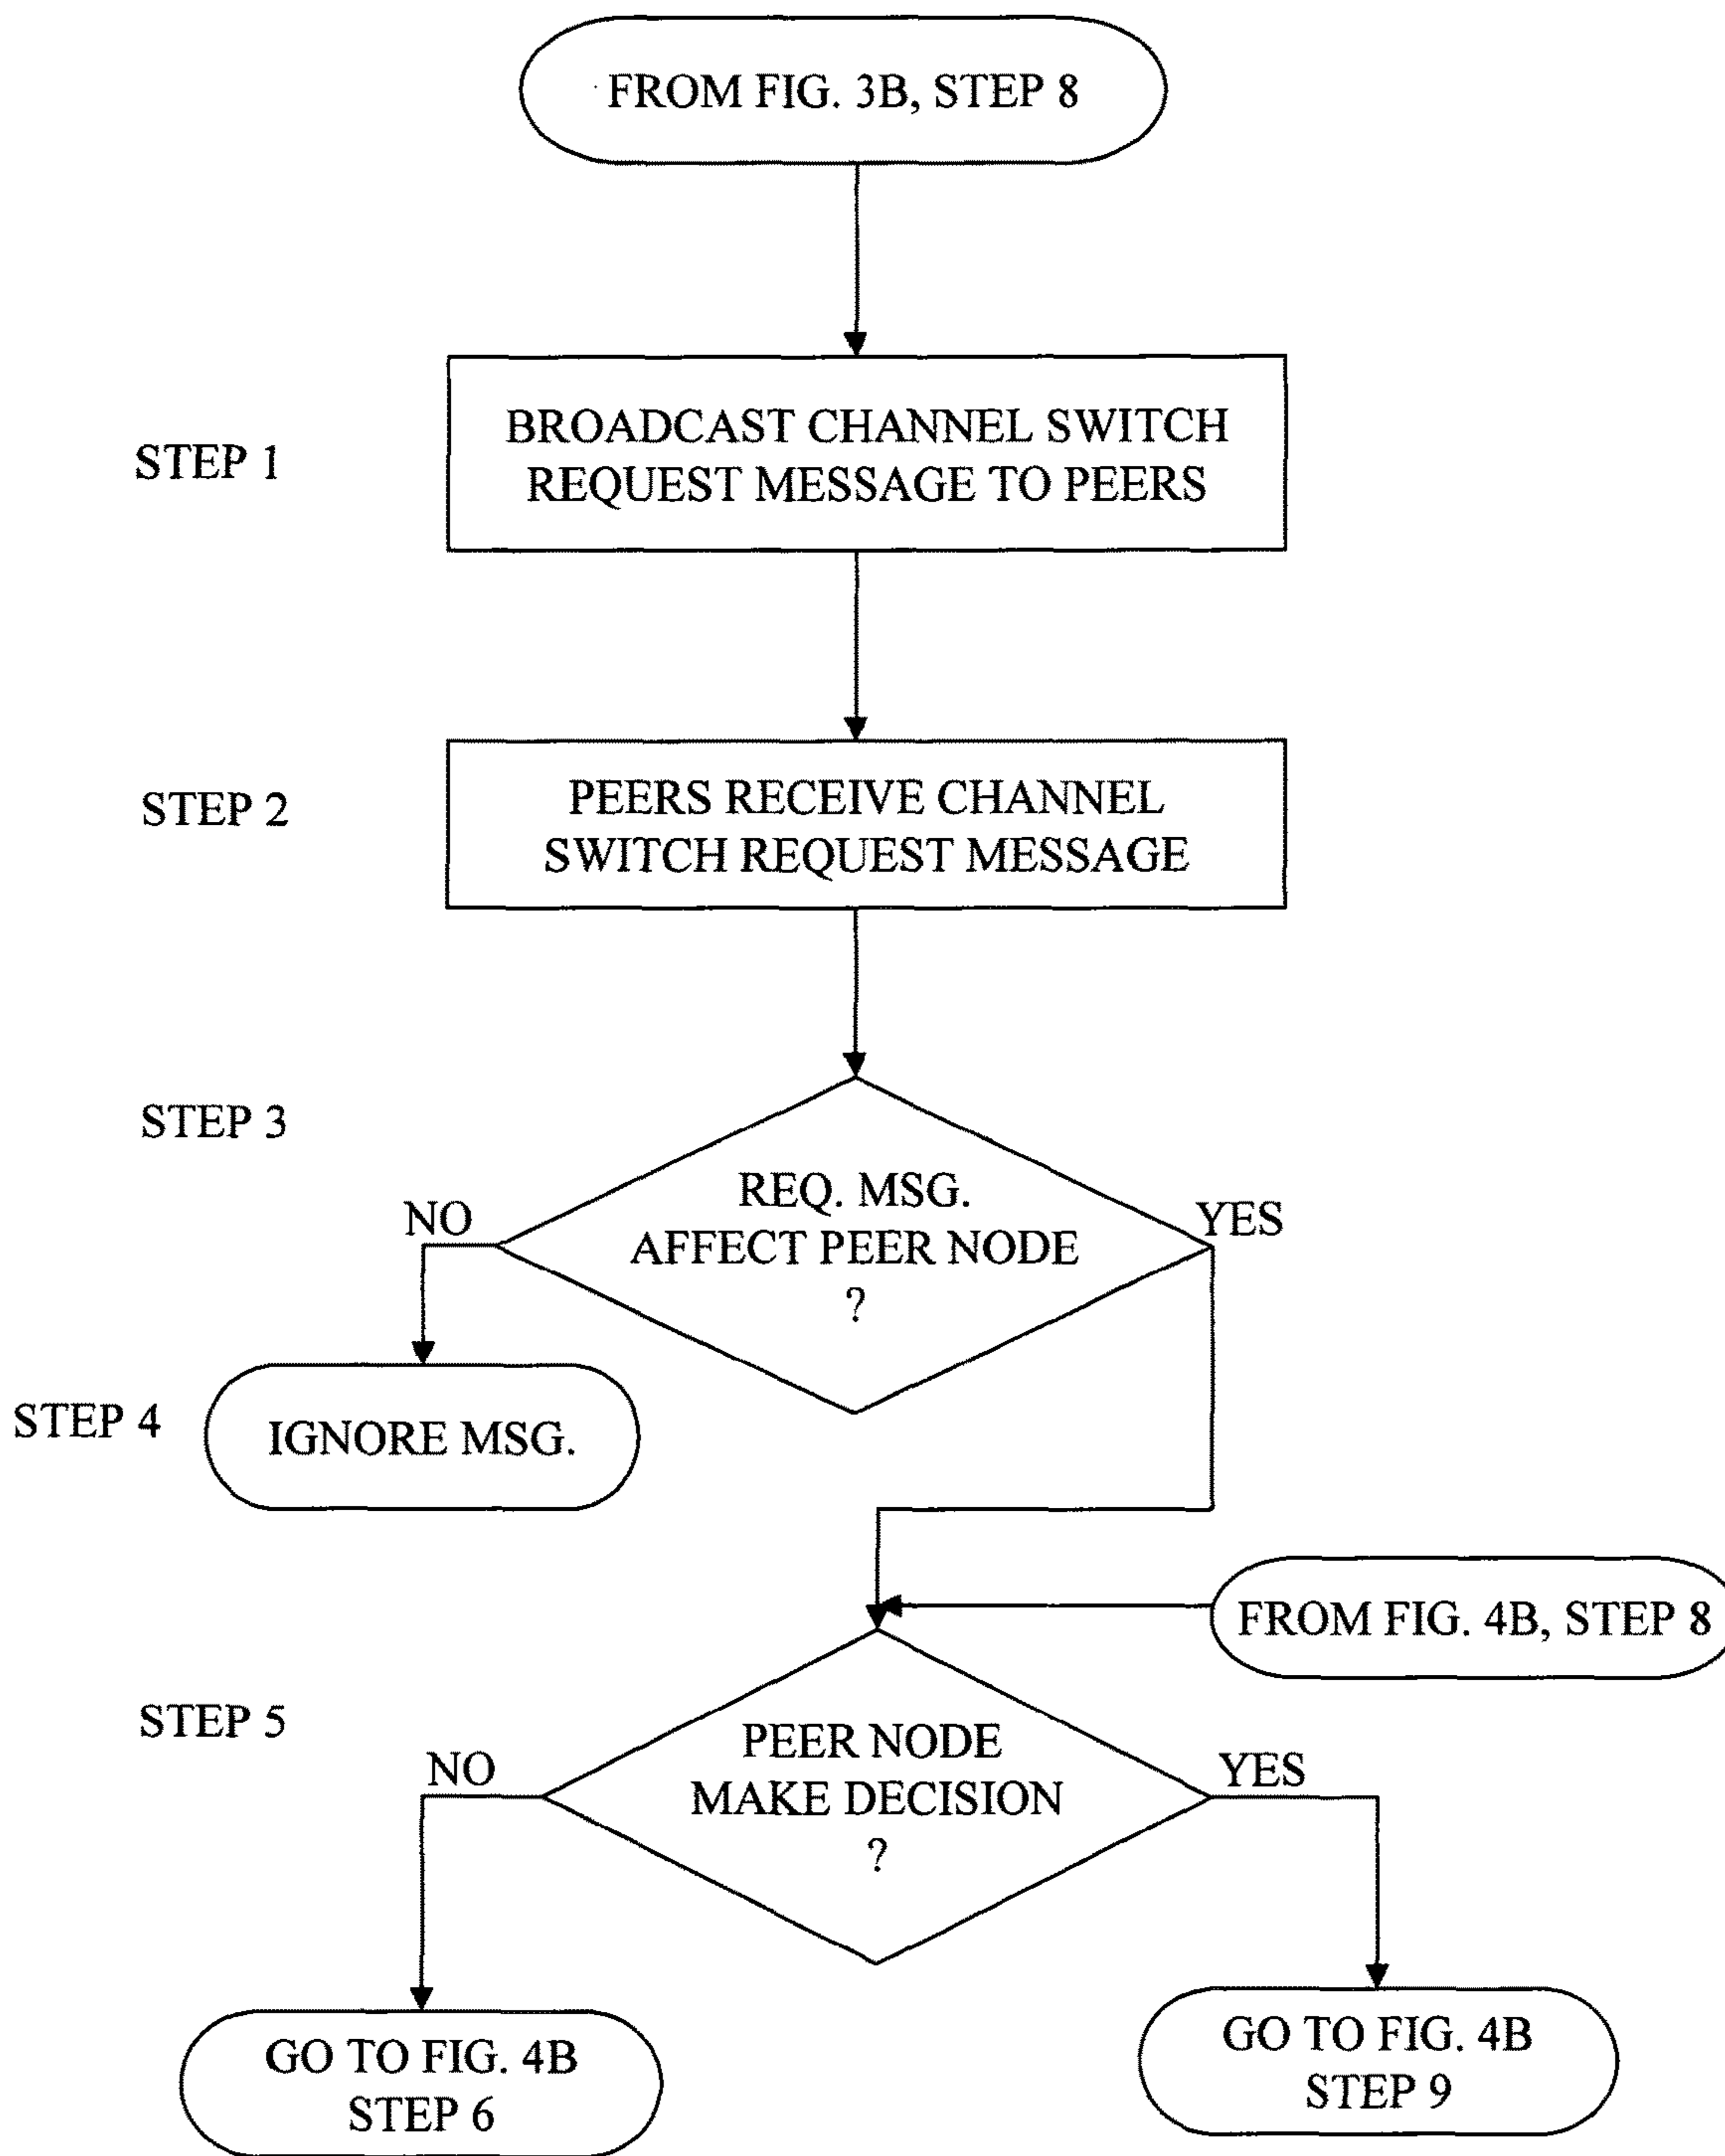 FROM FIG. 3B, STEP 8
STEP 1
BROADCAST CHANNEL SWITCH
REQUEST MESSAGE TO PEERS
STEP 2
PEERS RECEIVE CHANNEL
SWITCH REQUEST MESSAGE
STEP 3
REQ. MSG.
AFFECT PEER NODE
?
NO
YES
STEP 4
IGNORE MSG.
FROM FIG. 4B, STEP 8
STEP 5
PEER NODE
MAKE DECISION
?
NO
YES
GO TO FIG. 4B
STEP 6
GO TO FIG. 4B
STEP 9